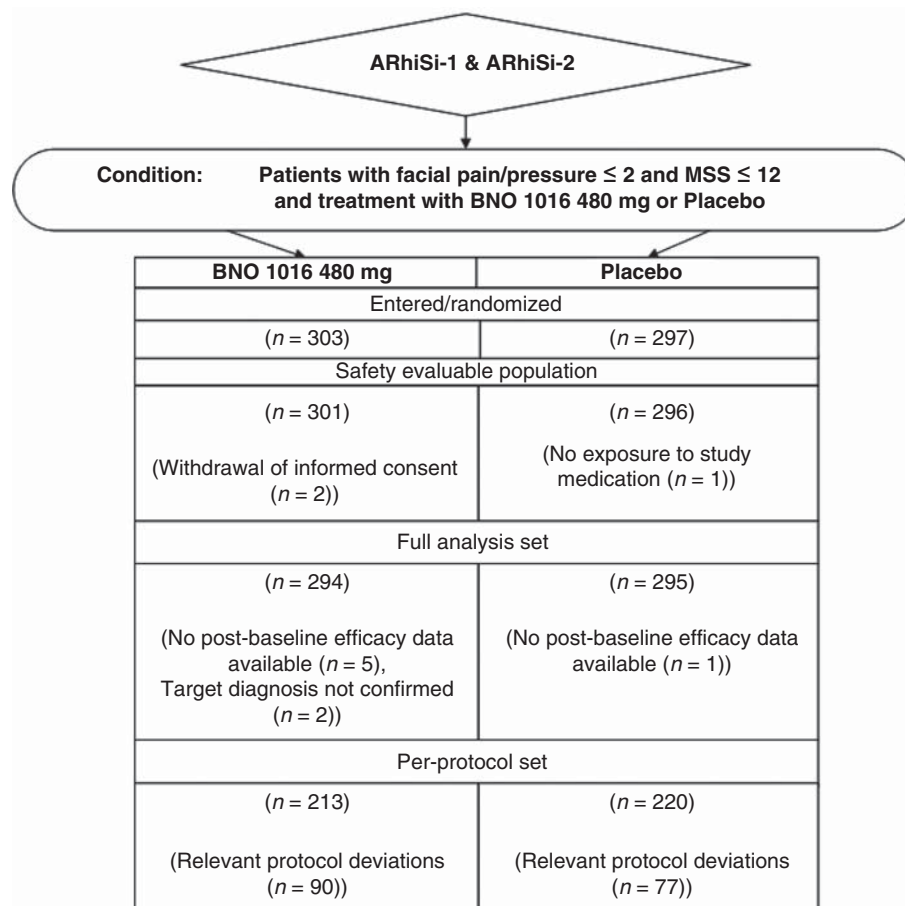 ARhiSi-1 & ARhiSi-2
Condition: Patients with facial pain/pressure ≤ 2 and MSS ≤ 12
and treatment with BNO 1016 480 mg or Placebo
BNO 1016 480 mg Placebo
Entered/randomized
(n = 303) (n = 297)
Safety evaluable population
(n = 301)
(Withdrawal of informed consent
(n = 2))
(n = 296)
(No exposure to study
medication (n = 1))
Full analysis set
(n = 294)
(No post-baseline efficacy data
available (n = 5),
Target diagnosis not confirmed
(n = 2))
(n = 295)
(No post-baseline efficacy data
available (n = 1))
Per-protocol set
(n = 213)
(Relevant protocol deviations
(n = 90))
(n = 220)
(Relevant protocol deviations
(n = 77))